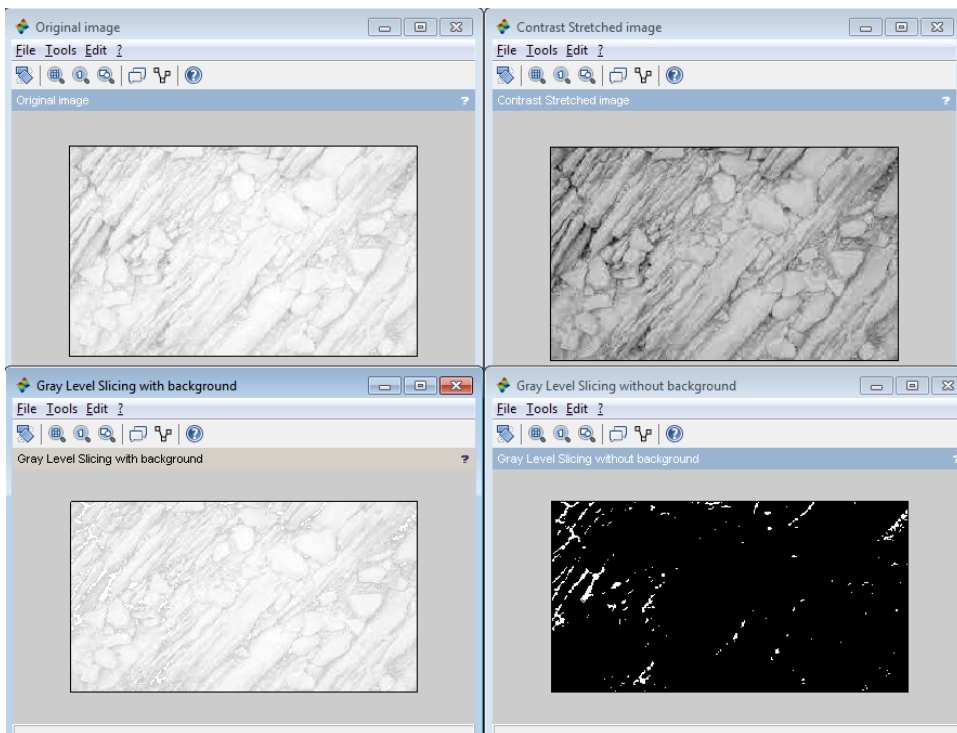 Original image
File Tools Edit ?
Original image ?
Contrast Stretched image
File Tools Edit ?
Contrast Stretched image ?
Gray Level Slicing with background
File Tools Edit ?
Gray Level Slicing with background ?
Gray Level Slicing without background
File Tools Edit ?
Gray Level Slicing without background ?